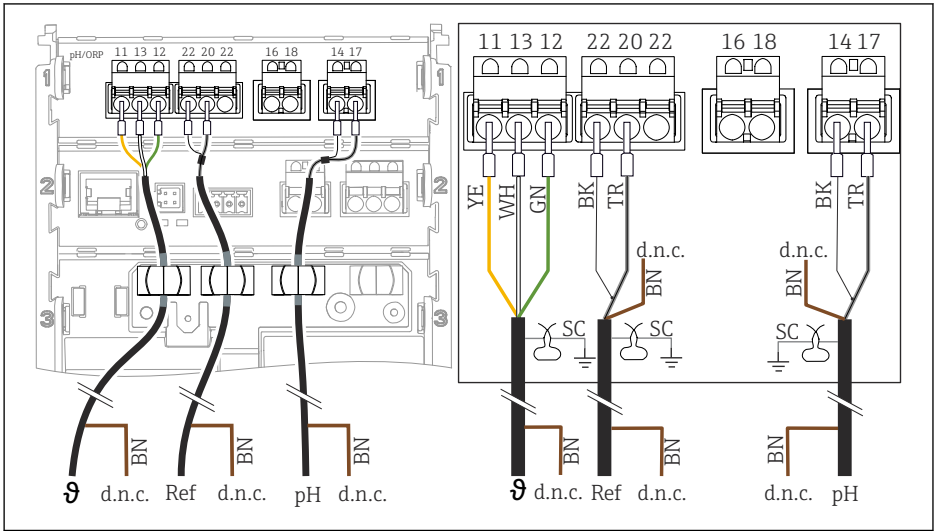 pH/ORP 11 13 12 22 20 22 16 18 14 17
1 1
2 2
3 3
BN BN BN
ϑ d.n.c. Ref d.n.c. pH d.n.c.
11 13 12 22 20 22 16 18 14 17
YE WH GN BK TR BK TR
d.n.c. d.n.c.
BN BN
SC SC SC
BN BN BN
ϑ d.n.c. Ref d.n.c. d.n.c. pH